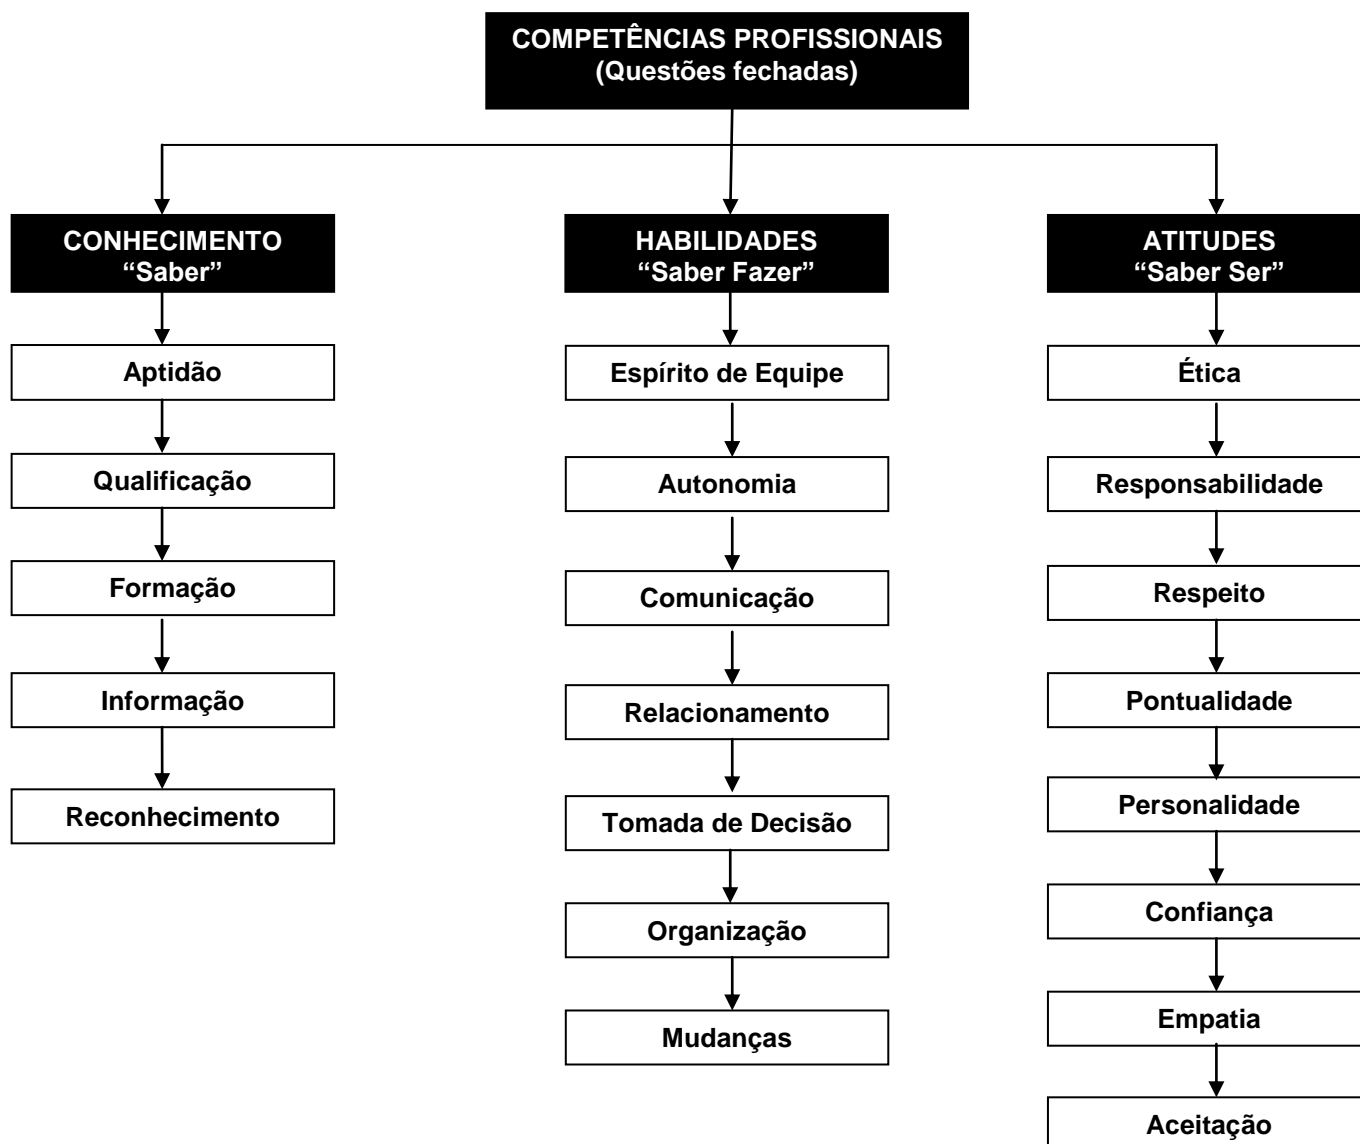 COMPETÊNCIAS PROFISSIONAIS
(Questões fechadas)
CONHECIMENTO
“Saber”
Aptidão
Qualificação
Formação
Informação
Reconhecimento
HABILIDADES
“Saber Fazer”
Espírito de Equipe
Autonomia
Comunicação
Relacionamento
Tomada de Decisão
Organização
Mudanças
ATITUDES
“Saber Ser”
Ética
Responsabilidade
Respeito
Pontualidade
Personalidade
Confiança
Empatia
Aceitação